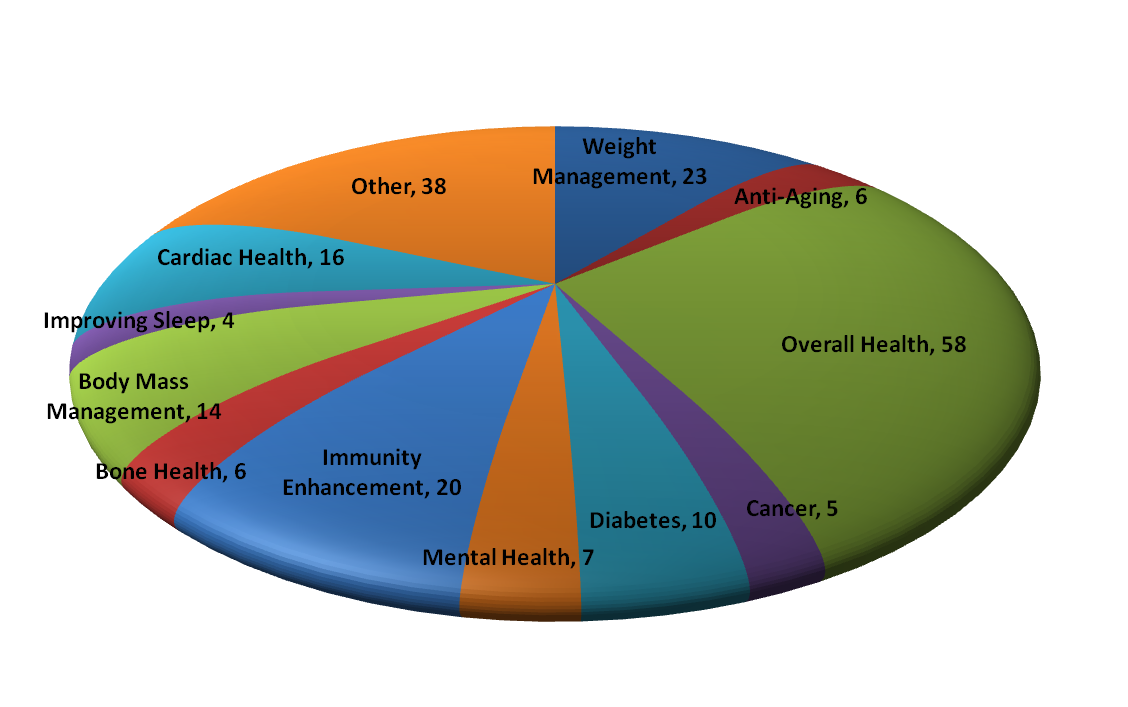 Weight
Management, 23
Anti-Aging, 6
Overall Health, 58
Cancer, 5
Diabetes, 10
Mental Health, 7
Immunity
Enhancement, 20
Bone Health, 6
Body Mass
Management, 14
Improving Sleep, 4
Cardiac Health, 16
Other, 38